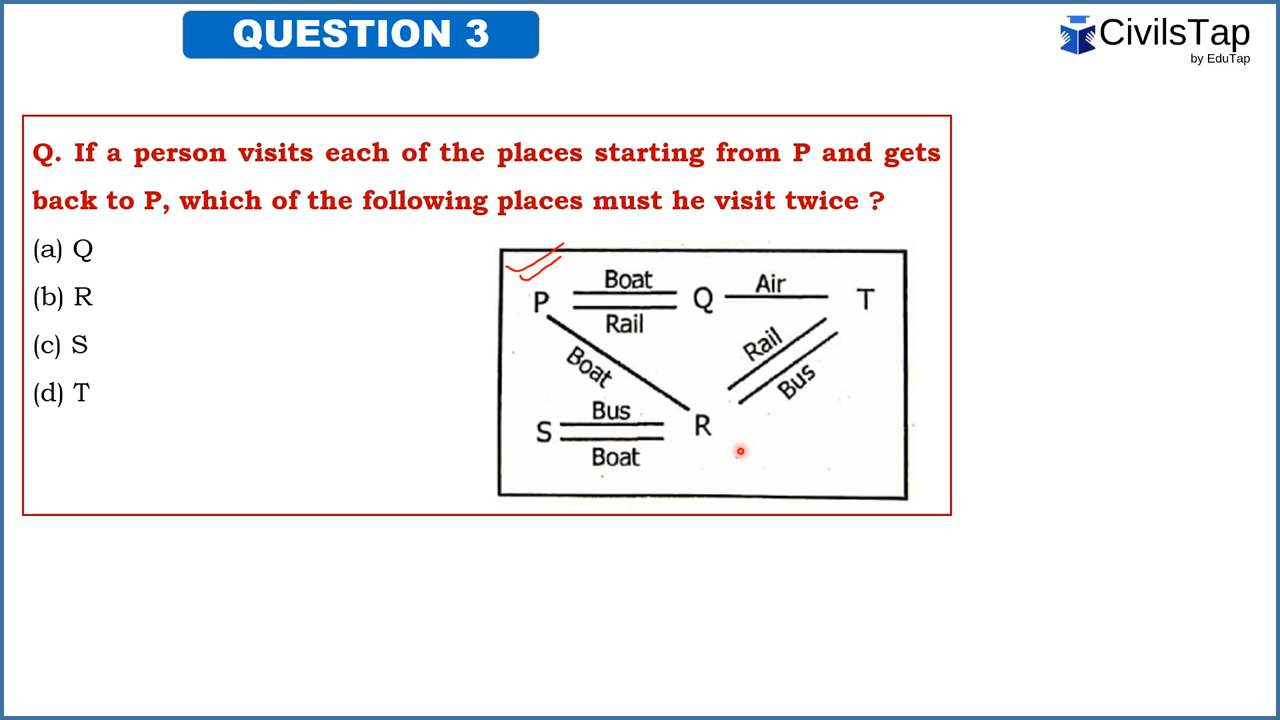 QUESTION 3
CivilsTap
by EduTap
Q. If a person visits each of the places starting from P and gets
back to P, which of the following places must he visit twice ?
(a) Q
(b) R
(c) S
(d) T
Boat
P Q Air T
Rail
Rail
Boat
Bus
Bus
S R
Boat